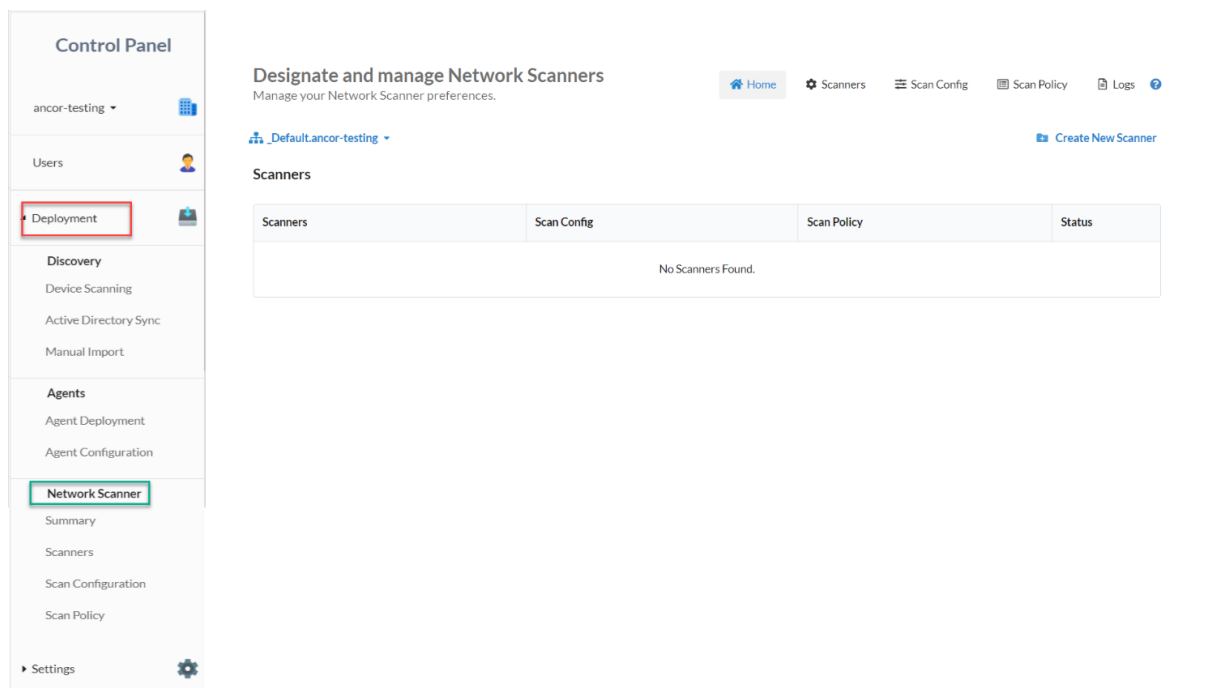 Control Panel
ancor-testing
Users
Deployment
Discovery
Device Scanning
Active Directory Sync
Manual Import
Agents
Agent Deployment
Agent Configuration
Network Scanner
Summary
Scanners
Scan Configuration
Scan Policy
Settings
Designate and manage Network Scanners
Manage your Network Scanner preferences.
Home Scanners Scan Config Scan Policy Logs ?
_Default.ancor-testing
Create New Scanner
Scanners
Scanners Scan Config Scan Policy Status
No Scanners Found.